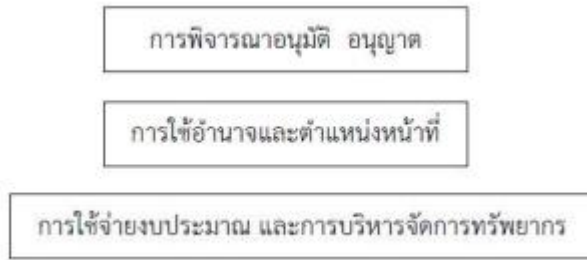 การพิจารณาอนุมัติ อนุญาต
การใช้อำนาจและตำแหน่งหน้าที่
การใช้จ่ายงบประมาณ และการบริหารจัดการทรัพยากร